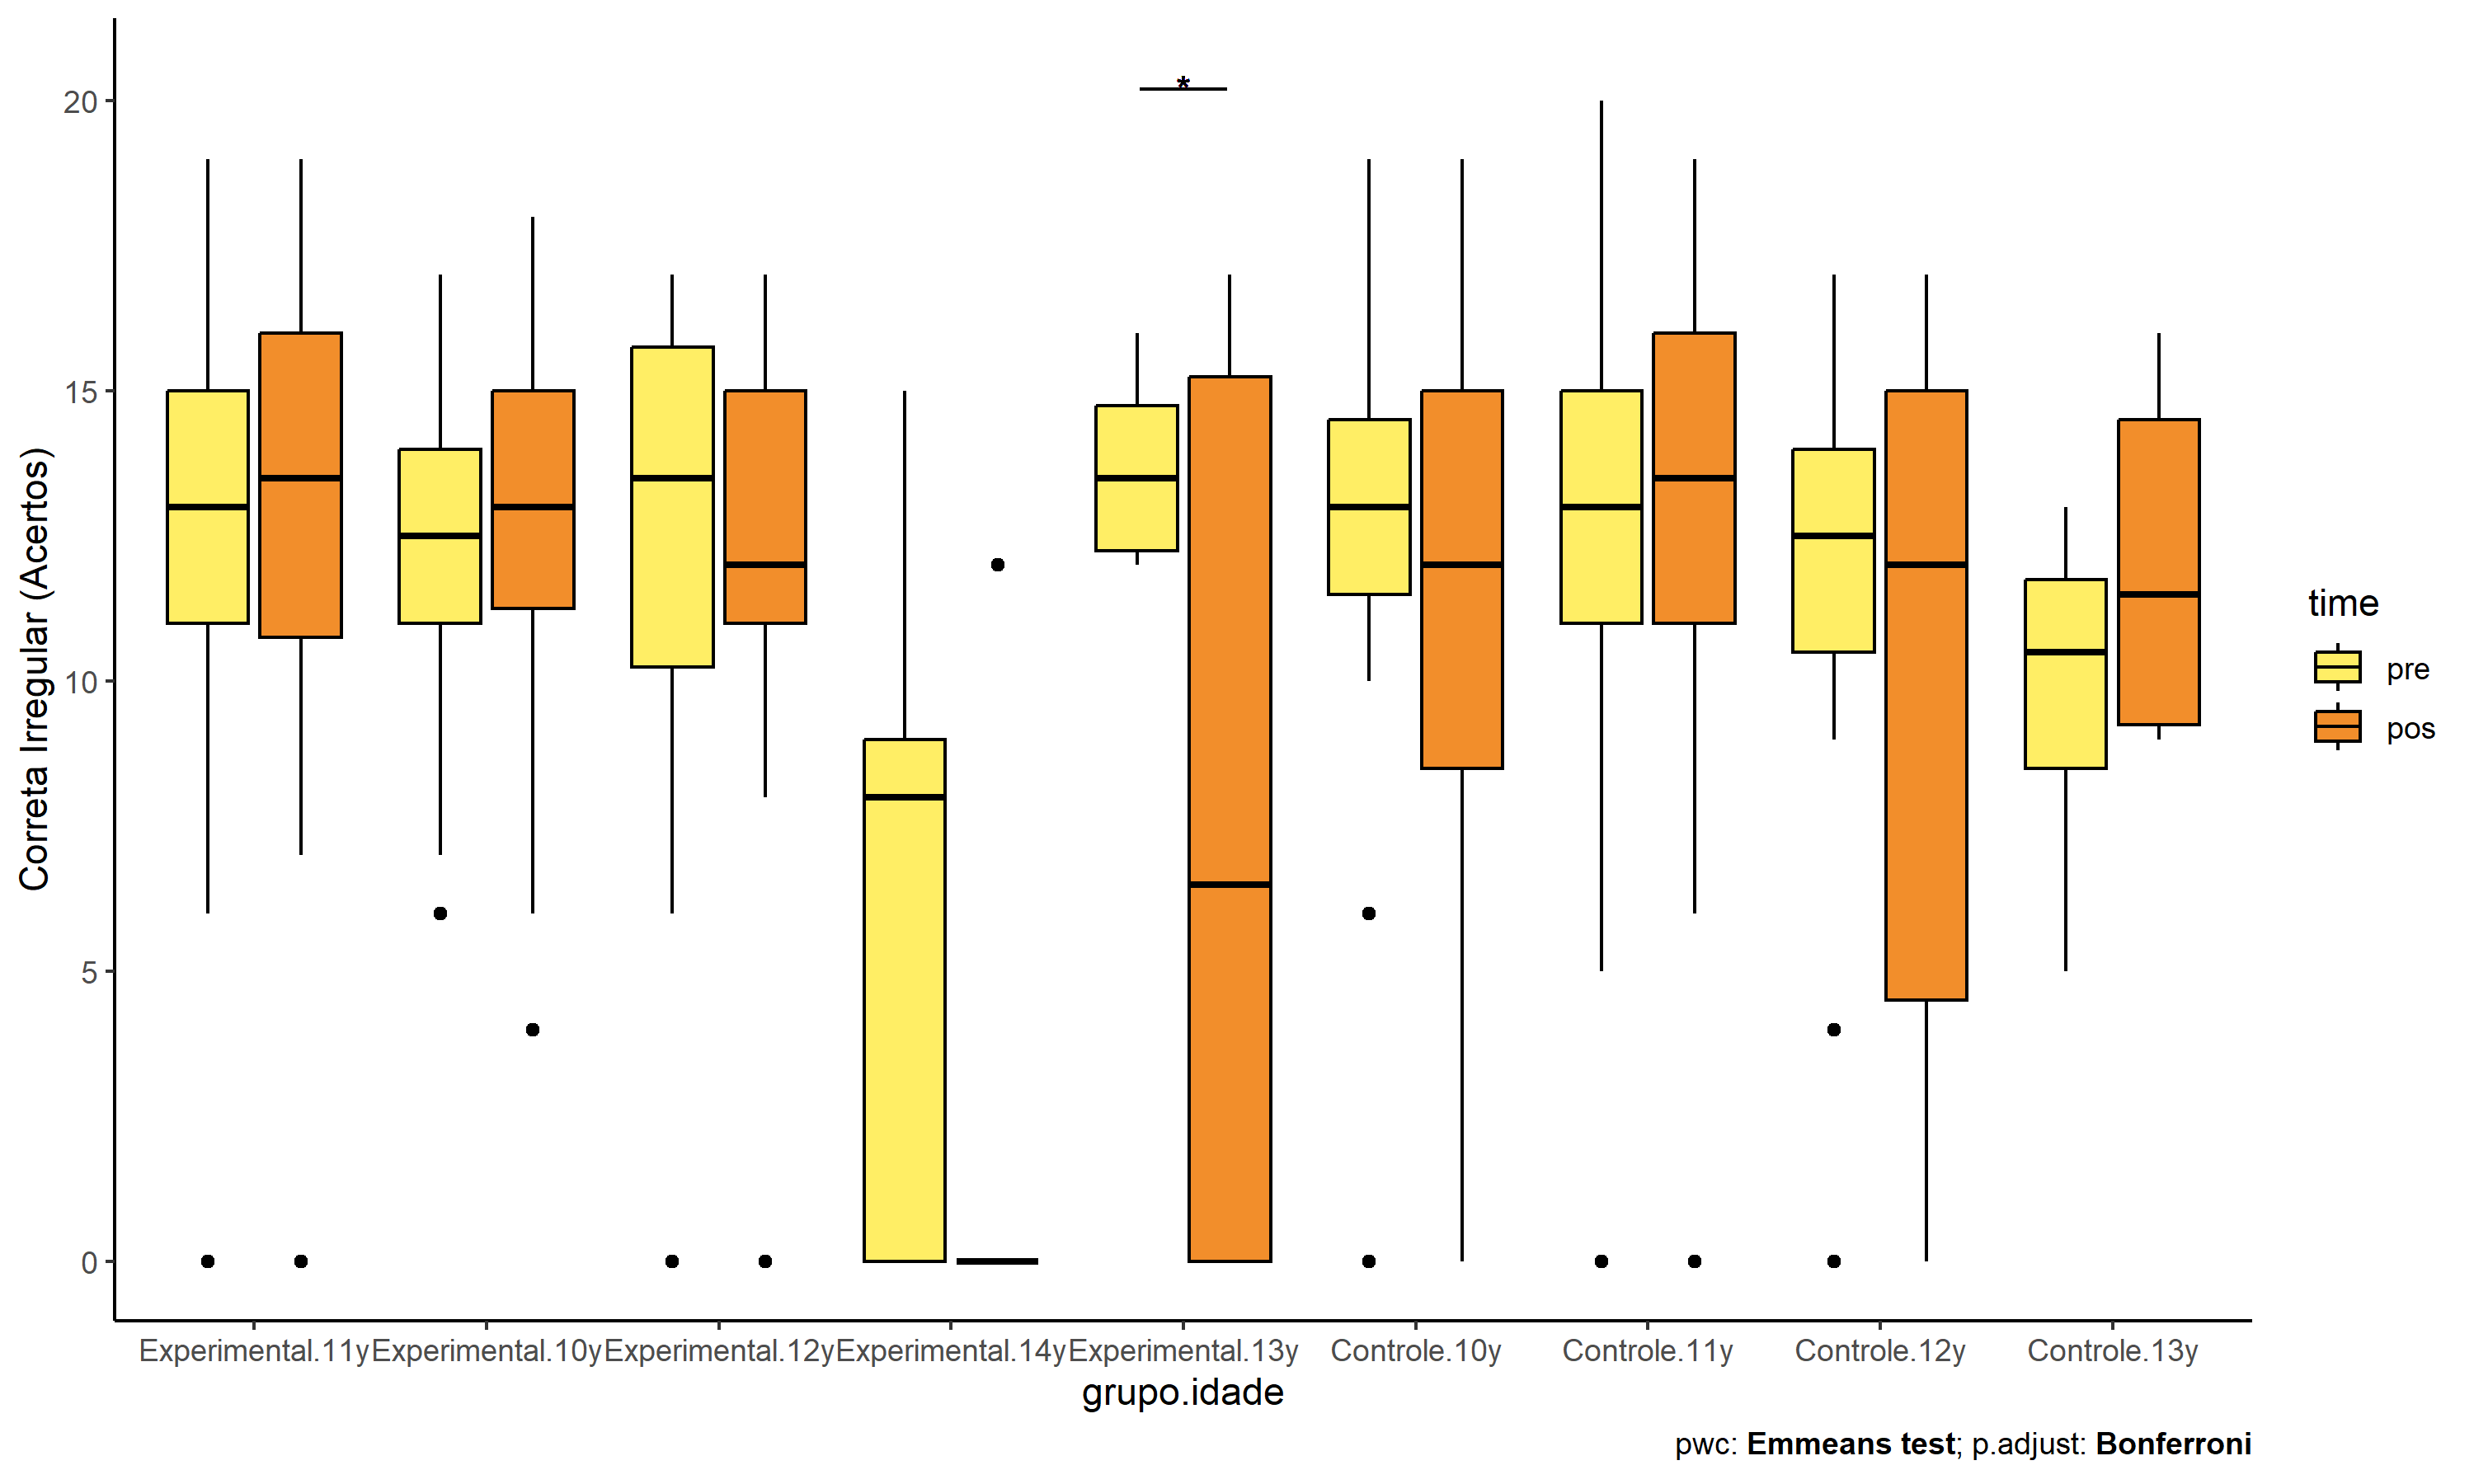 *
20
15
10
5
0
Correta Irregular (Acertos)
Experimental.11y Experimental.10y Experimental.12y Experimental.14y Experimental.13y Controle.10y Controle.11y Controle.12y Controle.13y
grupo.idade
time
pre
pos
pwc: Emmeans test; p.adjust: Bonferroni